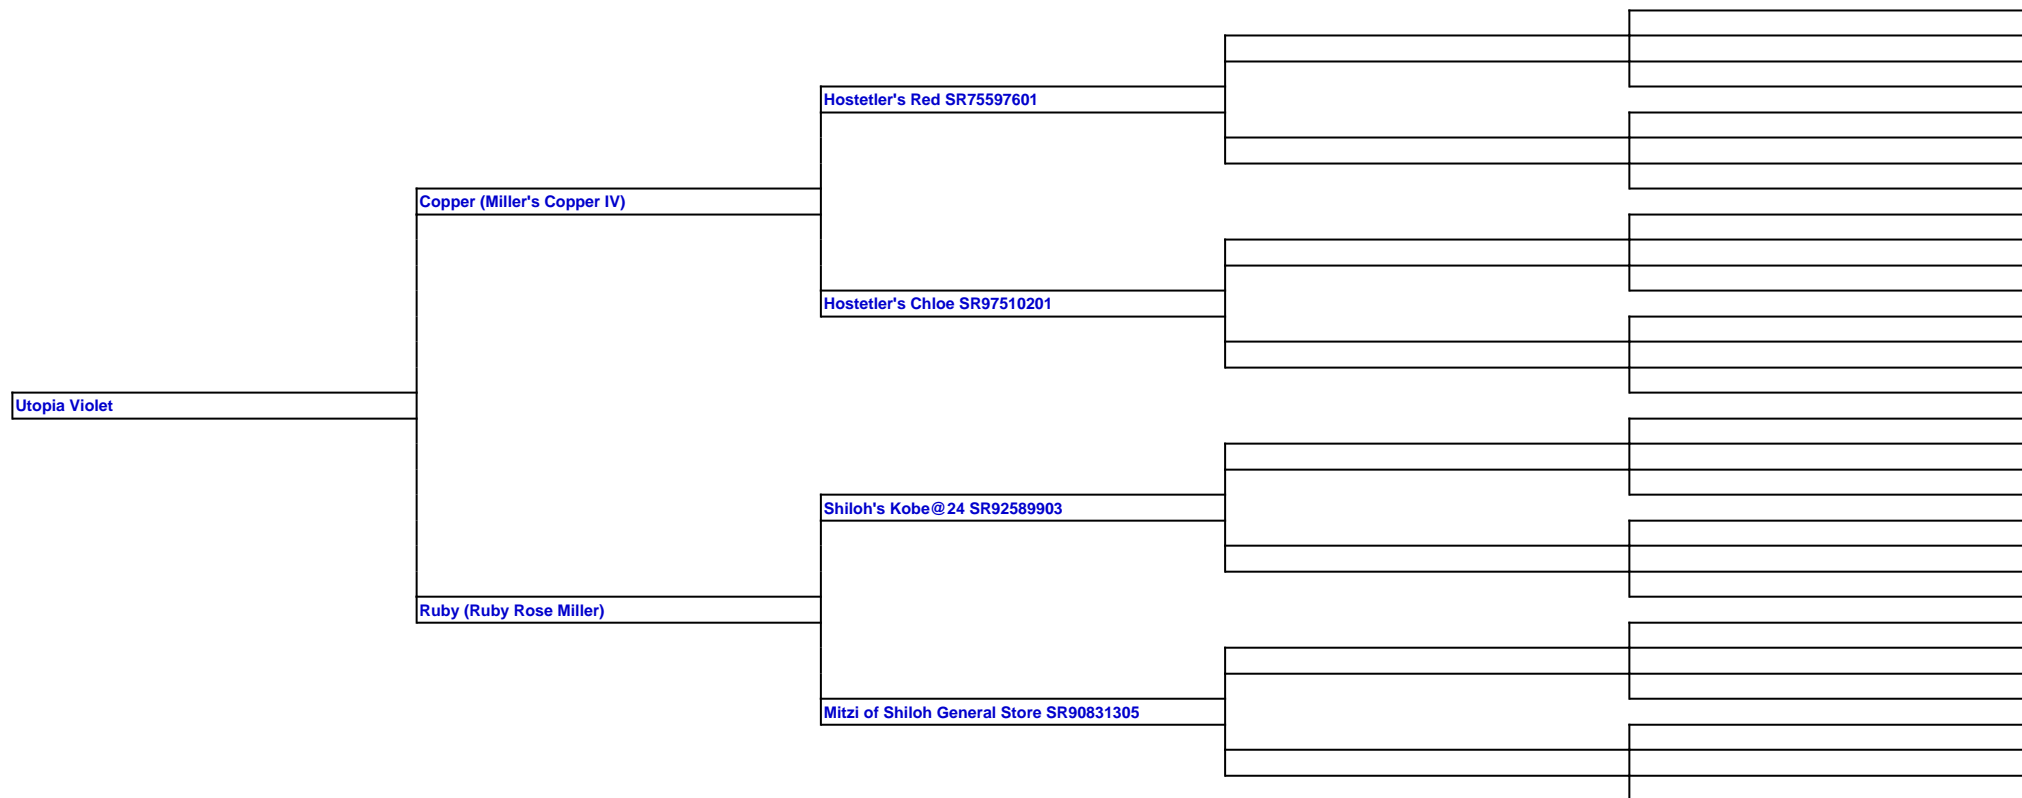 Hostetler's Red SR75597601
Copper (Miller's Copper IV)
Hostetler's Chloe SR97510201
Utopia Violet
Shiloh's Kobe@24 SR92589903
Ruby (Ruby Rose Miller)
Mitzi of Shiloh General Store SR90831305